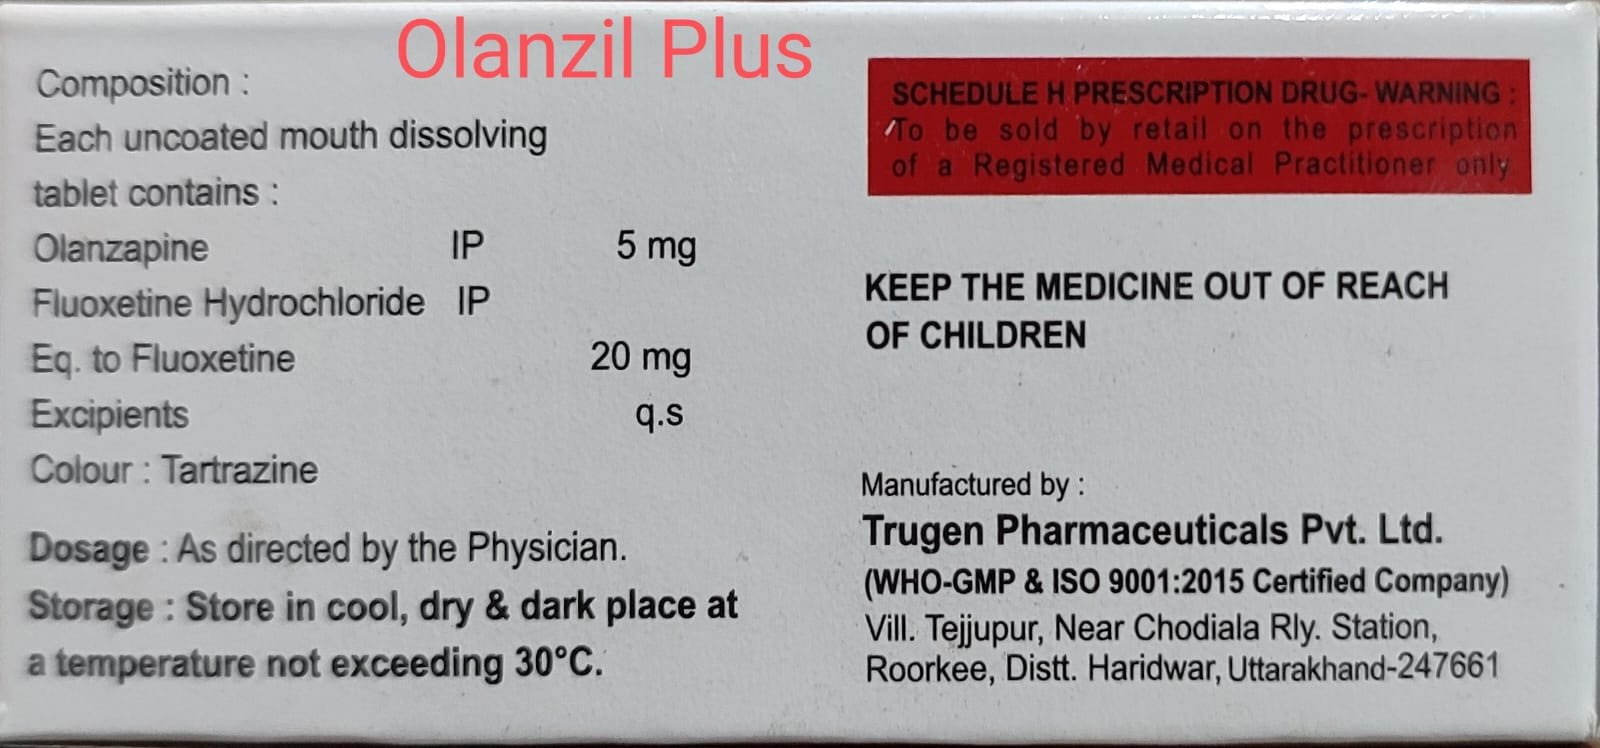 Olanzil Plus
Composition :
Each uncoated mouth dissolving
tablet contains :
Olanzapine IP 5 mg
Fluoxetine Hydrochloride IP
Eq. to Fluoxetine 20 mg
Excipients q.s
Colour : Tartrazine
Dosage : As directed by the Physician.
Storage : Store in cool, dry & dark place at
a temperature not exceeding 30°C.
SCHEDULE H PRESCRIPTION DRUG- WARNING :
To be sold by retail on the prescription
of a Registered Medical Practitioner only
KEEP THE MEDICINE OUT OF REACH
OF CHILDREN
Manufactured by :
Trugen Pharmaceuticals Pvt. Ltd.
(WHO-GMP & ISO 9001:2015 Certified Company)
Vill. Tejjupur, Near Chodiala Rly. Station,
Roorkee, Distt. Haridwar, Uttarakhand-247661